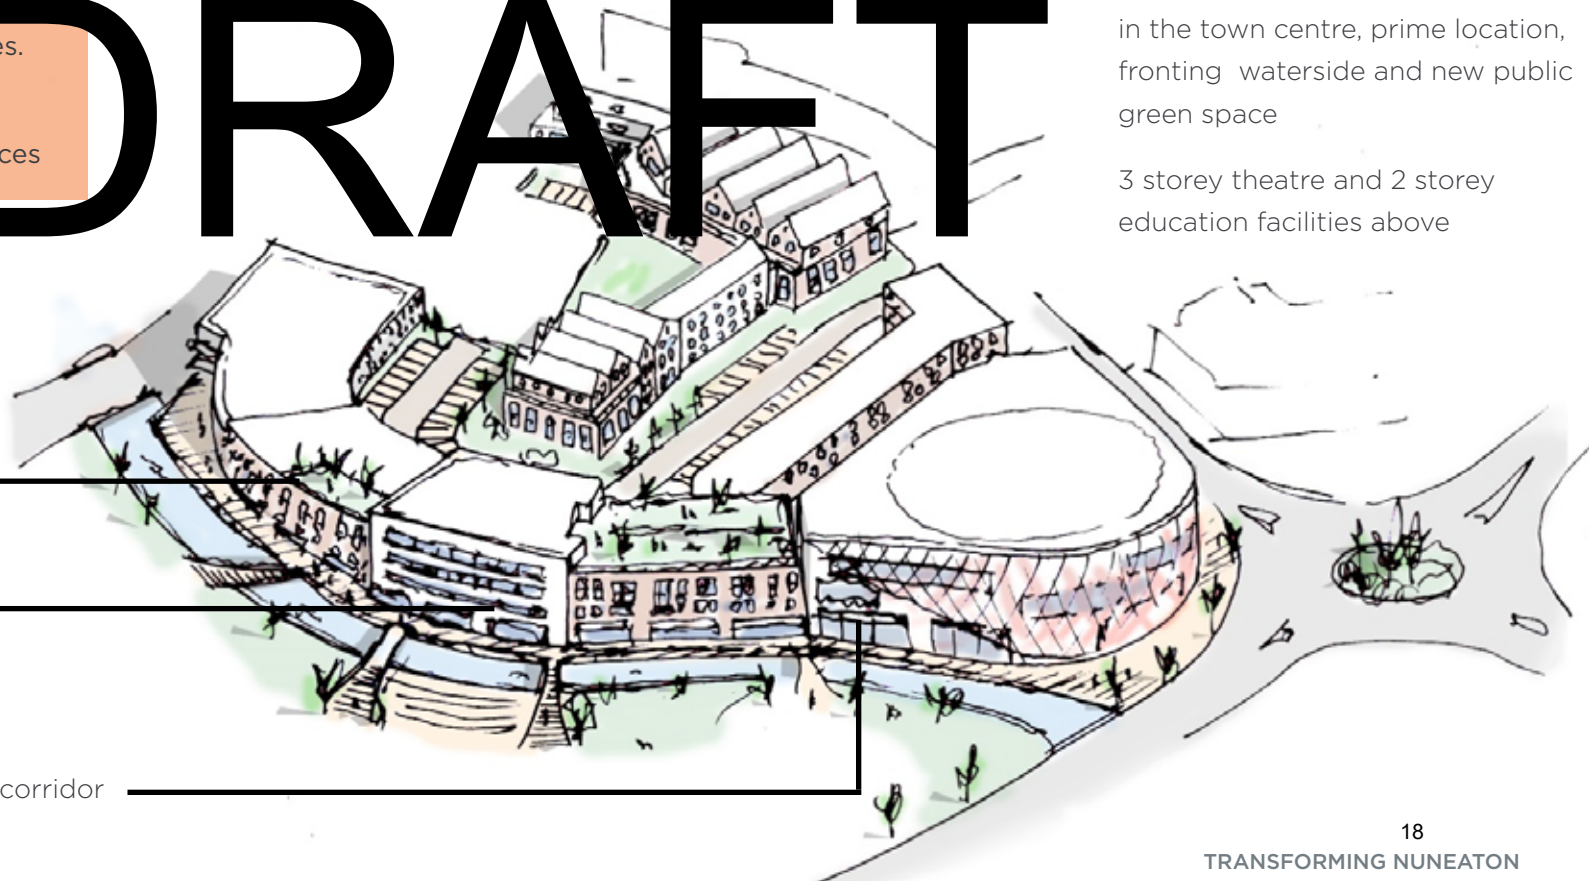 DRAFT
es.
ces
in the town centre, prime location,
fronting waterside and new public
green space
3 storey theatre and 2 storey
education facilities above
corridor
18
TRANSFORMING NUNEATON